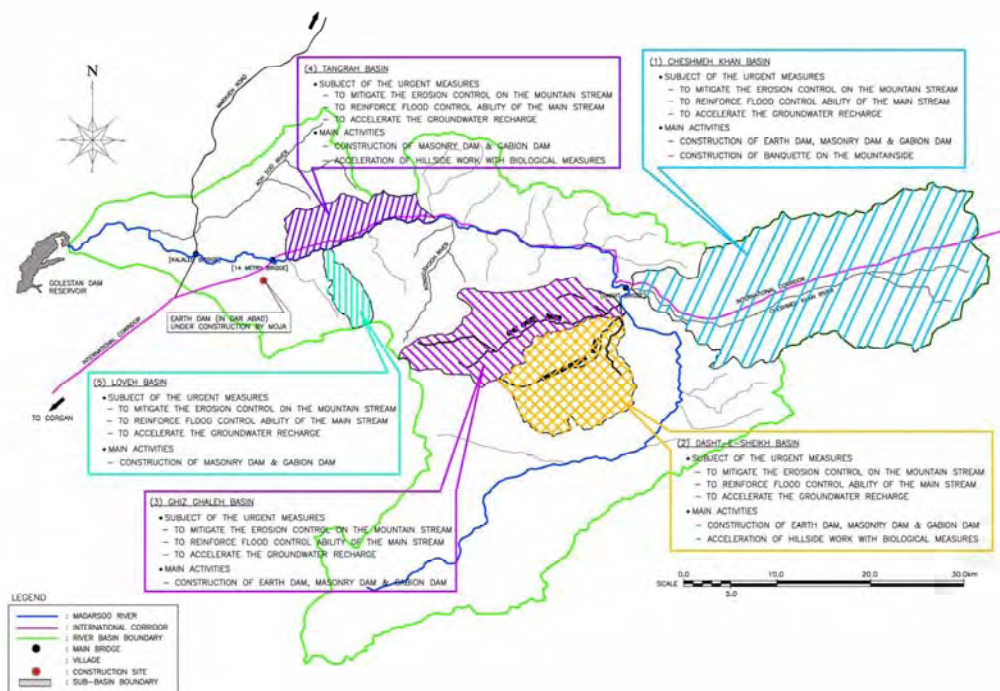 N
MARAVEH ROAD
(4) TANGRAH BASIN
• SUBJECT OF THE URGENT MEASURES
– TO MITIGATE THE EROSION CONTROL ON THE MOUNTAIN STREAM
– TO REINFORCE FLOOD CONTROL ABILITY OF THE MAIN STREAM
– TO ACCELERATE THE GROUNDWATER RECHARGE
• MAIN ACTIVITIES
– CONSTRUCTION OF MASONRY DAM & GABION DAM
– ACCELERATION OF HILLSIDE WORK WITH BIOLOGICAL MEASURES
(1) CHESHMEH KHAN BASIN
• SUBJECT OF THE URGENT MEASURES
– TO MITIGATE THE EROSION CONTROL ON THE MOUNTAIN STREAM
– TO REINFORCE FLOOD CONTROL ABILITY OF THE MAIN STREAM
– TO ACCELERATE THE GROUNDWATER RECHARGE
• MAIN ACTIVITIES
– CONSTRUCTION OF EARTH DAM, MASONRY DAM & GABION DAM
– CONSTRUCTION OF BANQUETTE ON THE MOUNTAINSIDE
RIVER
[14 METRY BRIDGE]
GOLESTAN DAM
RESERVOIR
RIVER
INTERNATIONAL CORRIDOR
CHESHMEH KHAN RIVER
EARTH DAM (IN GAR ABAD)
UNDER CONSTRUCTION BY MOJA
INTERNATIONAL CORRIDOOR
TO GORGAN
(5) LOVEH BASIN
• SUBJECT OF THE URGENT MEASURES
– TO MITIGATE THE EROSION CONTROL ON THE MOUNTAIN STREAM
– TO REINFORCE FLOOD CONTROL ABILITY OF THE MAIN STREAM
– TO ACCELERATE THE GROUNDWATER RECHARGE
• MAIN ACTIVITIES
– CONSTRUCTION OF MASONRY DAM & GABION DAM
(2) DASHT-E-SHEIKH BASIN
• SUBJECT OF THE URGENT MEASURES
– TO MITIGATE THE EROSION CONTROL ON THE MOUNTAIN STREAM
– TO REINFORCE FLOOD CONTROL ABILITY OF THE MAIN STREAM
– TO ACCELERATE THE GROUNDWATER RECHARGE
• MAIN ACTIVITIES
– CONSTRUCTION OF EARTH DAM, MASONRY DAM & GABION DAM
– ACCELERATION OF HILLSIDE WORK WITH BIOLOGICAL MEASURES
(3) GHIZ GHALEH BASIN
• SUBJECT OF THE URGENT MEASURES
– TO MITIGATE THE EROSION CONTROL ON THE MOUNTAIN STREAM
– TO REINFORCE FLOOD CONTROL ABILITY OF THE MAIN STREAM
– TO ACCELERATE THE GROUNDWATER RECHARGE
• MAIN ACTIVITIES
– CONSTRUCTION OF EARTH DAM, MASONRY DAM & GABION DAM
SCALE 0.0 5.0 10.0 20.0 30.0km
LEGEND
: MADARSOO RIVER
: INTERNATIONAL CORRIDOR
: RIVER BASIN BOUNDARY
: MAIN BRIDGE
: VILLAGE
: CONSTRUCTION SITE
: SUB-BASIN BOUNDARY